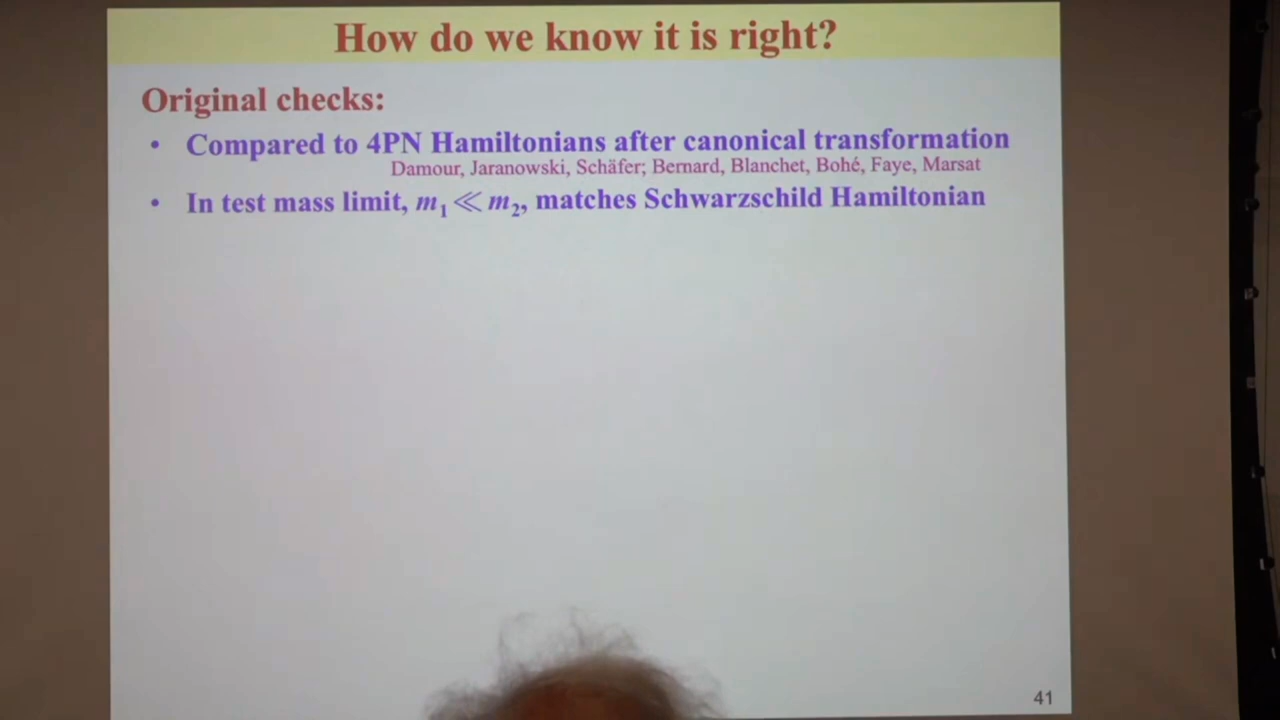 How do we know it is right?
Original checks:
• Compared to 4PN Hamiltonians after canonical transformation
Damour, Jaranowski, Schäfer; Bernard, Blanchet, Bohé, Faye, Marsat
• In test mass limit, m₁ ≪ m₂, matches Schwarzschild Hamiltonian
41